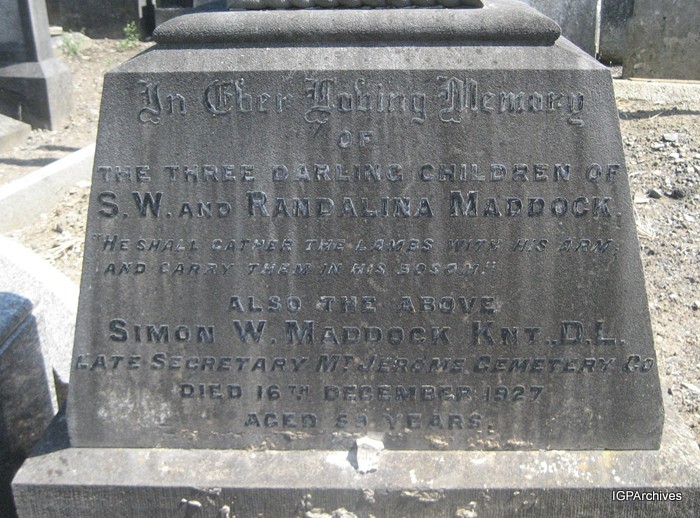 In Ever Loving Memory
OF
THE THREE DARLING CHILDREN OF
S.W. AND RANDALINA MADDOCK.
"HE SHALL GATHER THE LAMBS WITH HIS ARM,
AND CARRY THEM IN HIS BOSOM."
ALSO THE ABOVE
SIMON W. MADDOCK KNT., D.L.
LATE SECRETARY MT. JEROME CEMETERY CO
DIED 16TH DECEMBER 1927
AGED YEARS.
IGPArchives